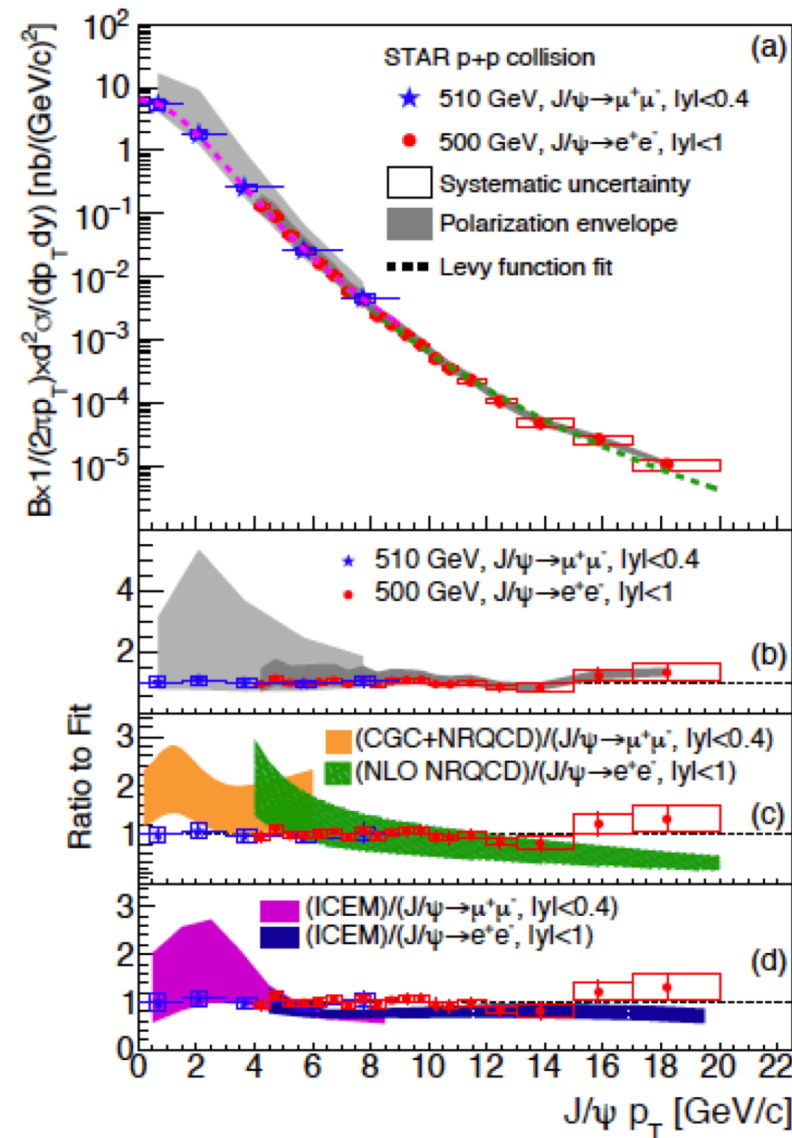 (a)
STAR p+p collision
510 GeV, J/ψ→μ⁺μ⁻, |y|<0.4
500 GeV, J/ψ→e⁺e⁻, |y|<1
Systematic uncertainty
Polarization envelope
Levy function fit
B×1/(2πp_T)×d²σ/(dp_Tdy) [nb/(GeV/c)²]
10²
10
1
10⁻¹
10⁻²
10⁻³
10⁻⁴
10⁻⁵
510 GeV, J/ψ→μ⁺μ⁻, |y|<0.4
500 GeV, J/ψ→e⁺e⁻, |y|<1
(b)
4
2
Ratio to Fit
(CGC+NRQCD)/(J/ψ→μ⁺μ⁻, |y|<0.4)
(NLO NRQCD)/(J/ψ→e⁺e⁻, |y|<1)
(c)
3
2
1
(ICEM)/(J/ψ→μ⁺μ⁻, |y|<0.4)
(ICEM)/(J/ψ→e⁺e⁻, |y|<1)
(d)
3
2
1
0
0 2 4 6 8 10 12 14 16 18 20 22
J/ψ p_T [GeV/c]